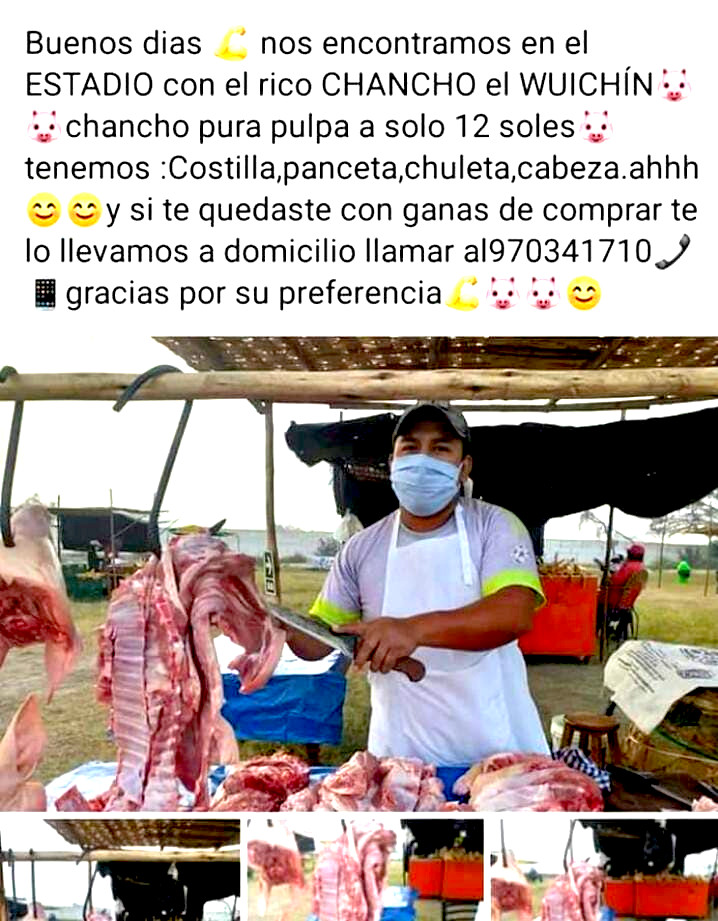 Buenos dias 💪 nos encontramos en el
ESTADIO con el rico CHANCHO el WUICHÍN🐷
🐷chancho pura pulpa a solo 12 soles🐷
tenemos :Costilla,panceta,chuleta,cabeza.ahhh
😊😊y si te quedaste con ganas de comprar te
lo llevamos a domicilio llamar al970341710📞
📱gracias por su preferencia💪🐷🐷😊